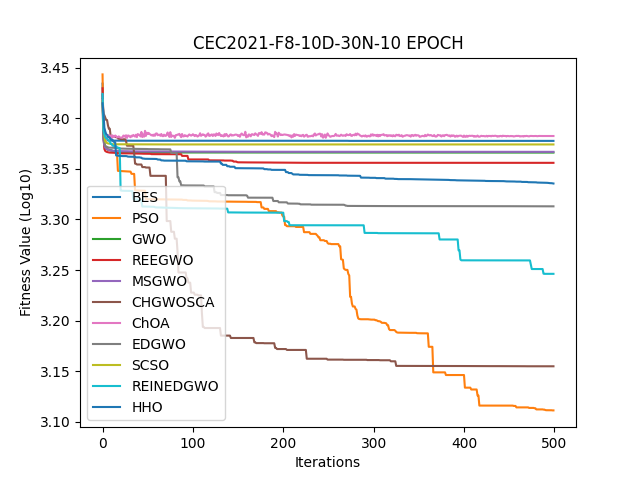 CEC2021-F8-10D-30N-10 EPOCH
Fitness Value (Log10)
3.45
3.40
3.35
3.30
3.25
3.20
3.15
3.10
BES
PSO
GWO
REEGWO
MSGWO
CHGWOSCA
ChOA
EDGWO
SCSO
REINEDGWO
HHO
0 100 200 300 400 500
Iterations